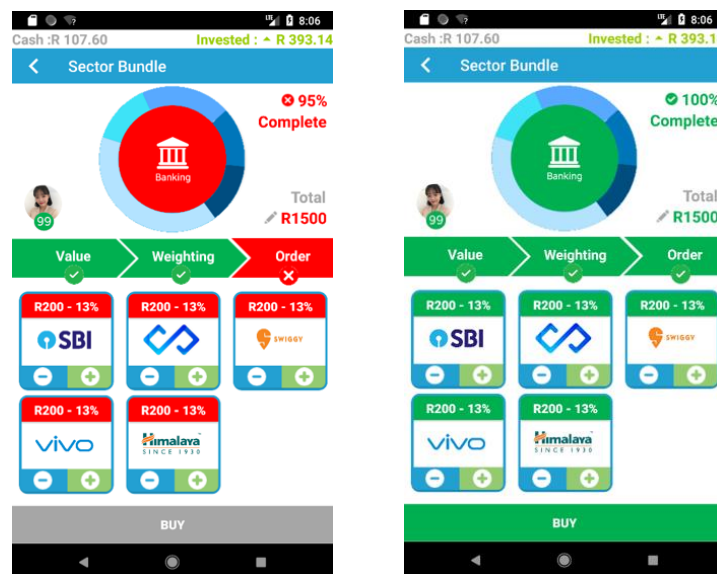 LTE 8:06
Cash :R 107.60 Invested : R 393.14
Sector Bundle
95%
Complete
Banking
99
Total
R1500
Value Weighting Order
R200 - 13% R200 - 13% R200 - 13%
SBI SWIGGY
R200 - 13% R200 - 13%
vivo Himalaya
SINCE 1930
BUY
LTE 8:06
Cash :R 107.60 Invested : R 393.1
Sector Bundle
100%
Complete
Banking
99
Total
R1500
Value Weighting Order
R200 - 13% R200 - 13% R200 - 13%
SBI SWIGGY
R200 - 13% R200 - 13%
vivo Himalaya
SINCE 1930
BUY